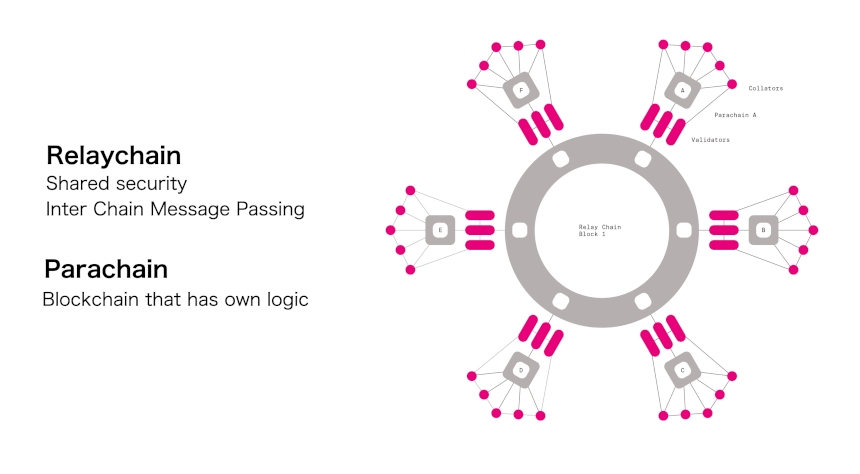 Relaychain
Shared security
Inter Chain Message Passing
Parachain
Blockchain that has own logic
F
A
Collators
Parachain A
Validators
E
Relay Chain
Block 1
B
D
C